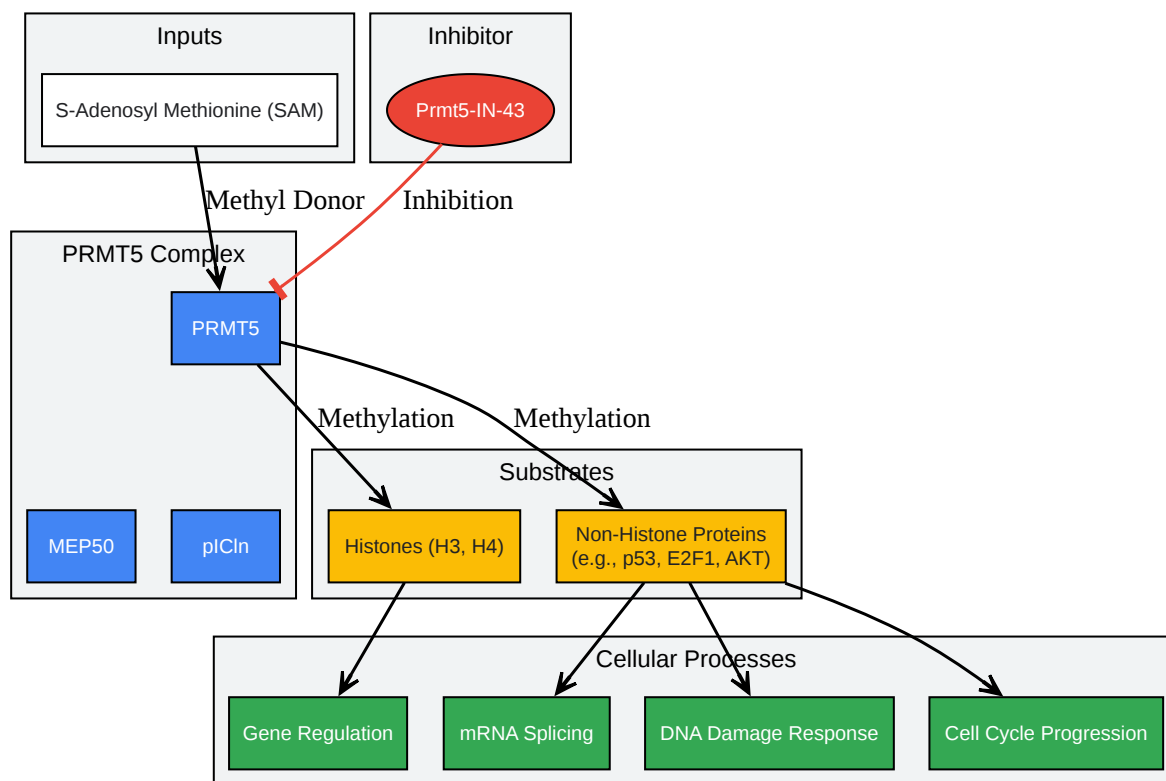 Inputs
Inhibitor
S-Adenosyl Methionine (SAM)
Prmt5-IN-43
Methyl Donor
Inhibition
PRMT5 Complex
PRMT5
Methylation
Methylation
Substrates
MEP50
pICln
Histones (H3, H4)
Non-Histone Proteins
(e.g., p53, E2F1, AKT)
Cellular Processes
Gene Regulation
mRNA Splicing
DNA Damage Response
Cell Cycle Progression